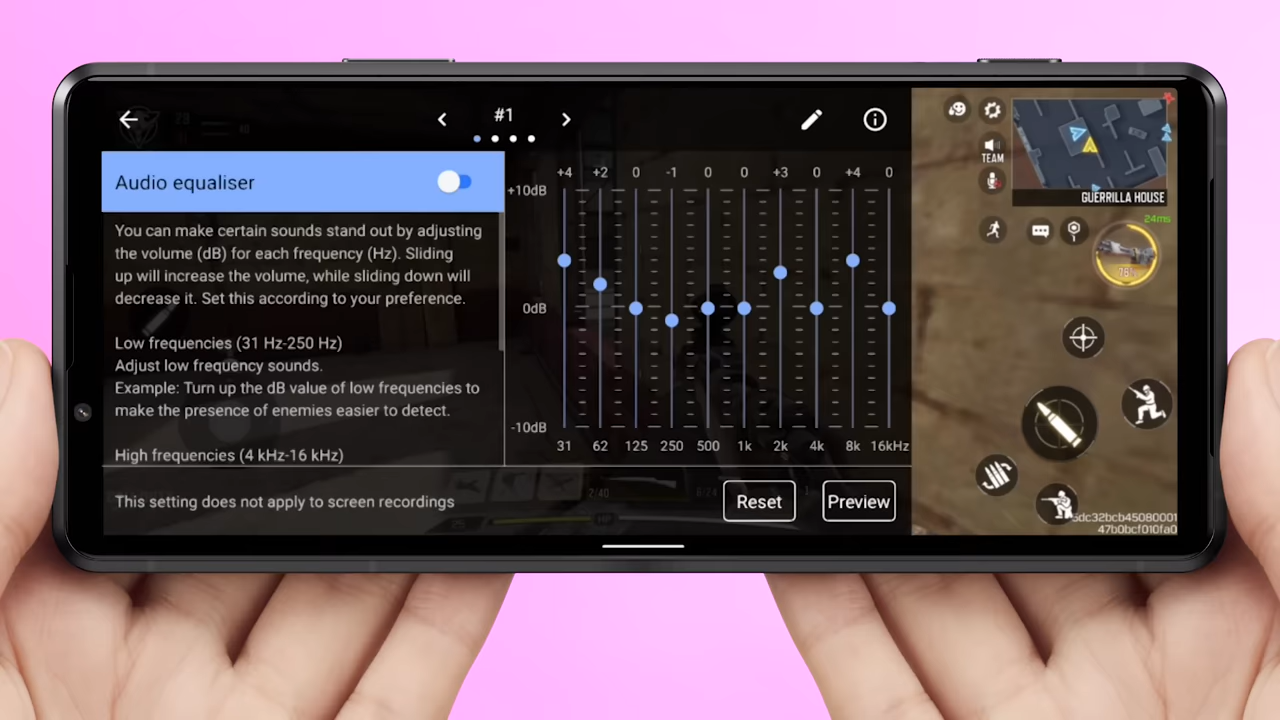 #1
Audio equaliser
You can make certain sounds stand out by adjusting
the volume (dB) for each frequency (Hz). Sliding
up will increase the volume, while sliding down will
decrease it. Set this according to your preference.
Low frequencies (31 Hz-250 Hz)
Adjust low frequency sounds.
Example: Turn up the dB value of low frequencies to
make the presence of enemies easier to detect.
High frequencies (4 kHz-16 kHz)
This setting does not apply to screen recordings
+4 +2 0 -1 0 0 +3 0 +4 0
+10dB
0dB
-10dB
31 62 125 250 500 1k 2k 4k 8k 16kHz
2:40
Reset Preview
TEAM
GUERRILLA HOUSE
24ms
76%
5dc32bcb45080001
47b0bcf010fa0